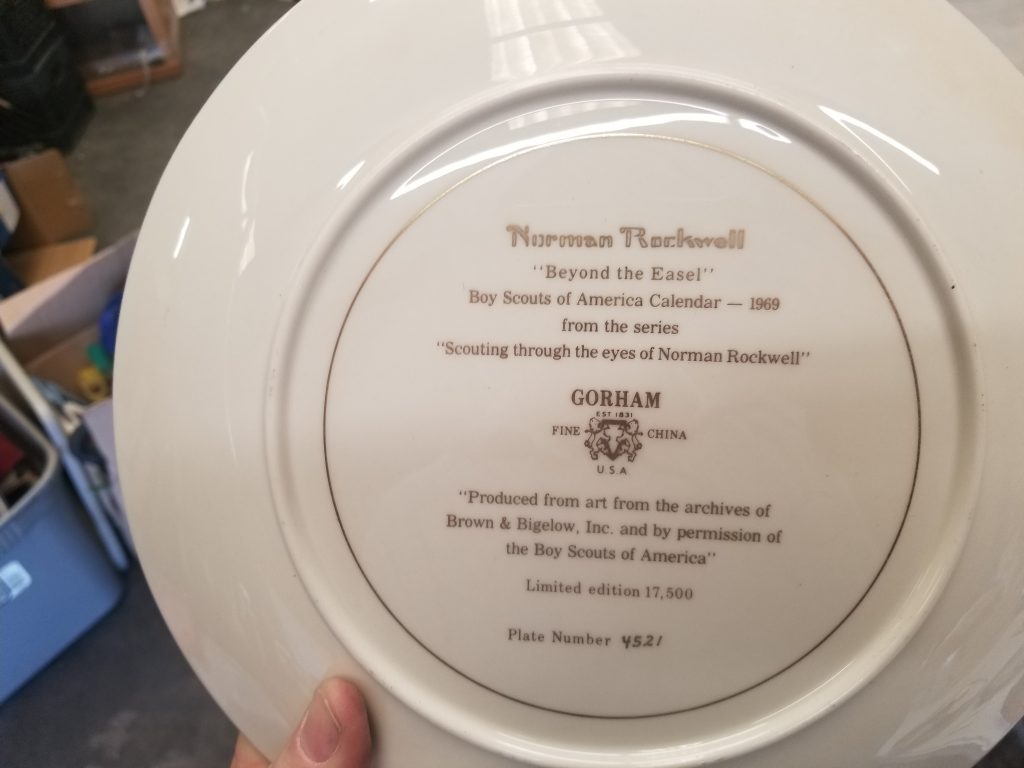 Norman Rockwell
"Beyond the Easel"
Boy Scouts of America Calendar — 1969
from the series
"Scouting through the eyes of Norman Rockwell"
GORHAM
EST 1831
FINE CHINA
USA
"Produced from art from the archives of
Brown & Bigelow, Inc. and by permission of
the Boy Scouts of America"
Limited edition 17,500
Plate Number 4521